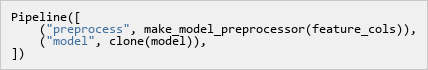 Pipeline([
    ("preprocess", make_model_preprocessor(feature_cols)),
    ("model", clone(model)),
])